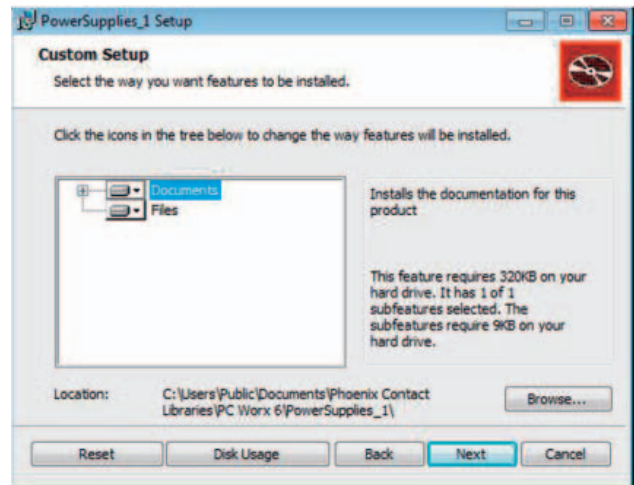 PowerSupplies_1 Setup
Custom Setup
Select the way you want features to be installed.
Click the icons in the tree below to change the way features will be installed.
Documents
Files
Installs the documentation for this
product
This feature requires 320KB on your
hard drive. It has 1 of 1
subfeatures selected. The
subfeatures require 9KB on your
hard drive.
Location:
C:\Users\Public\Documents\Phoenix Contact
Libraries\PC Worx 6\PowerSupplies_1\
Browse...
Reset
Disk Usage
Back
Next
Cancel